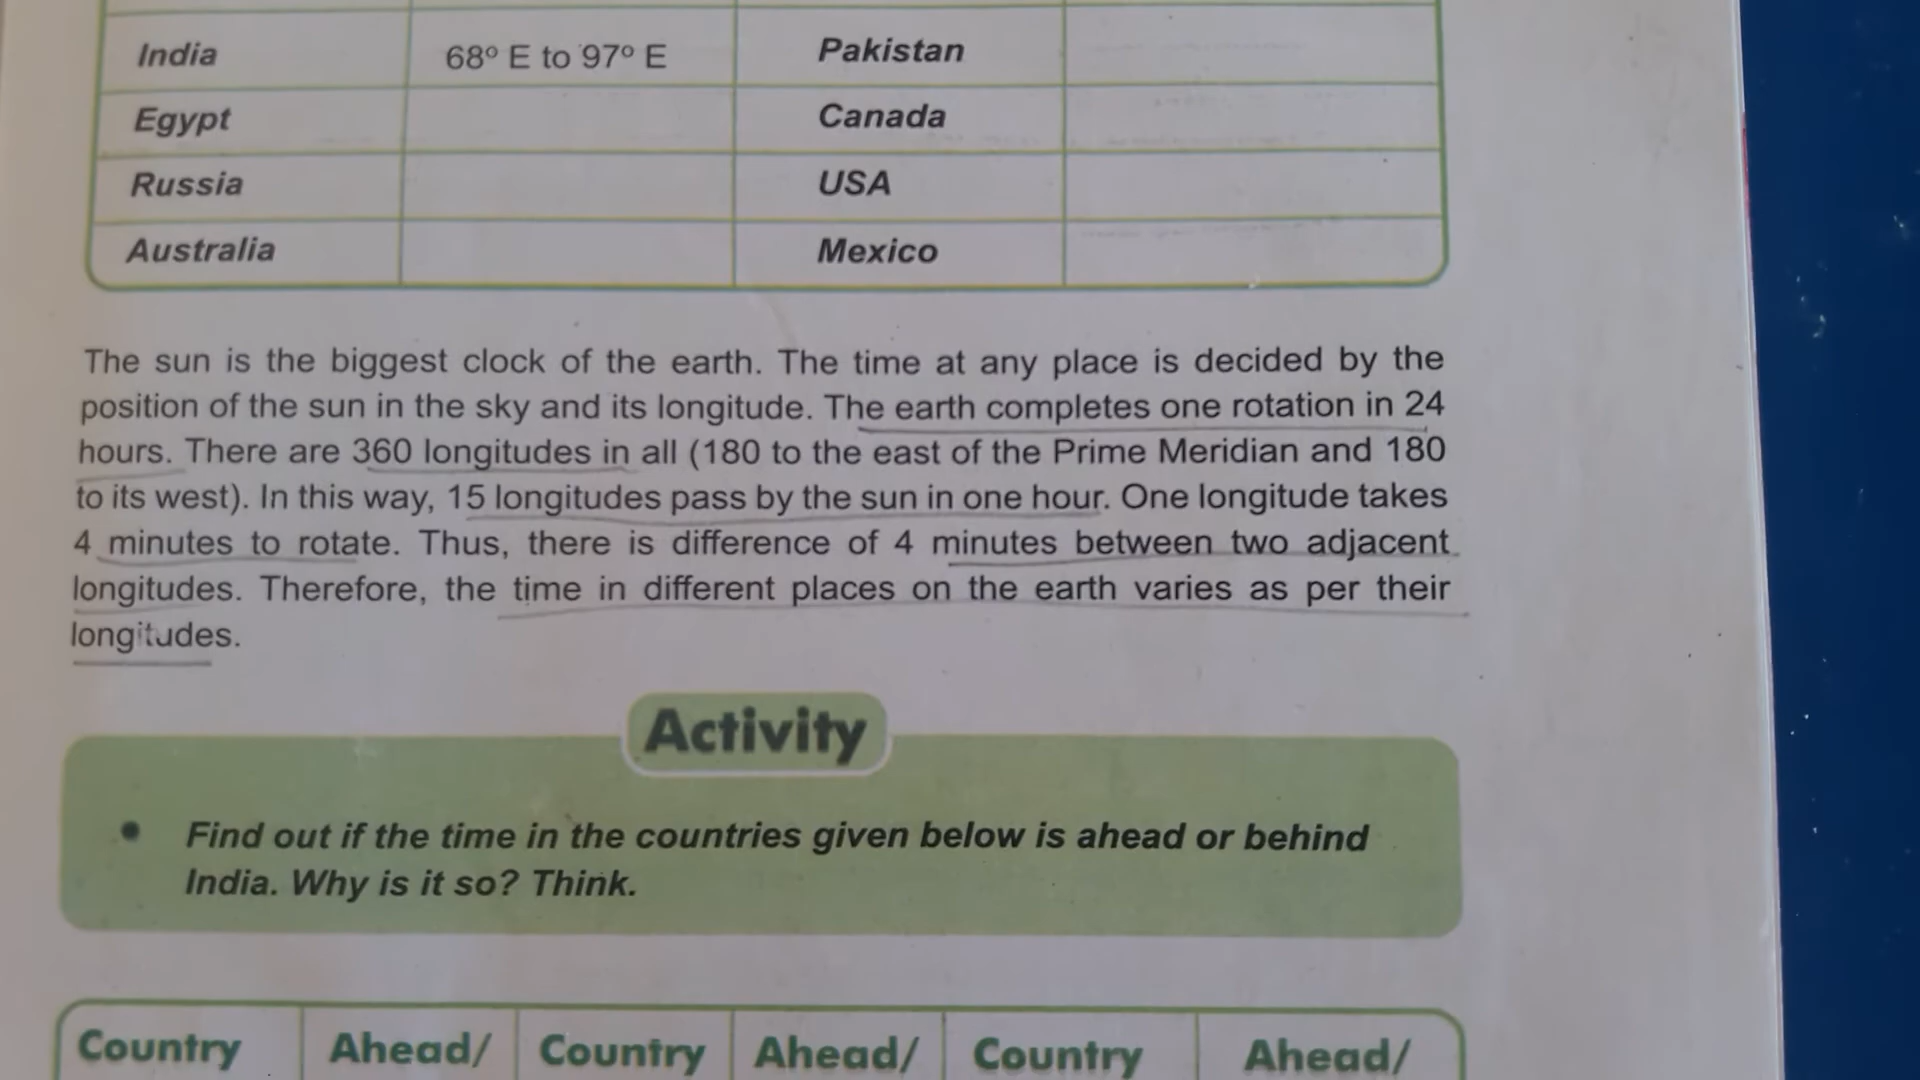 India 68º E to 97º E Pakistan
Egypt Canada
Russia USA
Australia Mexico
The sun is the biggest clock of the earth. The time at any place is decided by the
position of the sun in the sky and its longitude. The earth completes one rotation in 24
hours. There are 360 longitudes in all (180 to the east of the Prime Meridian and 180
to its west). In this way, 15 longitudes pass by the sun in one hour. One longitude takes
4 minutes to rotate. Thus, there is difference of 4 minutes between two adjacent
longitudes. Therefore, the time in different places on the earth varies as per their
longitudes.
Activity
• Find out if the time in the countries given below is ahead or behind
India. Why is it so? Think.
Country Ahead/ Country Ahead/ Country Ahead/